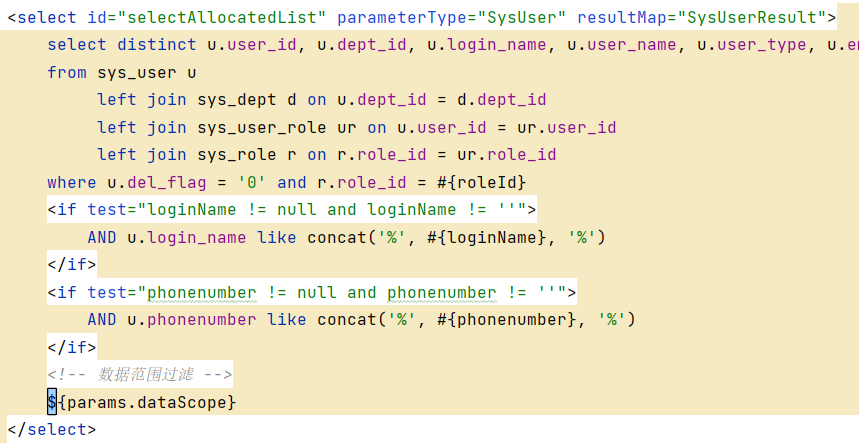 <select id="selectAllocatedList" parameterType="SysUser" resultMap="SysUserResult">
select distinct u.user_id, u.dept_id, u.login_name, u.user_name, u.user_type,
from sys_user u
left join sys_dept d on u.dept_id = d.dept_id
left join sys_user_role ur on u.user_id = ur.user_id
left join sys_role r on r.role_id = ur.role_id
where u.del_flag = '0' and r.role_id = #{roleId}
<if test="loginName != null and loginName != ''">
AND u.login_name like concat('%', #{loginName}, '%')
</if>
<if test="phonenumber != null and phonenumber != ''">
AND u.phonenumber like concat('%', #{phonenumber}, '%')
</if>
<!-- 数据范围过滤 -->
${params.dataScope}
</select>